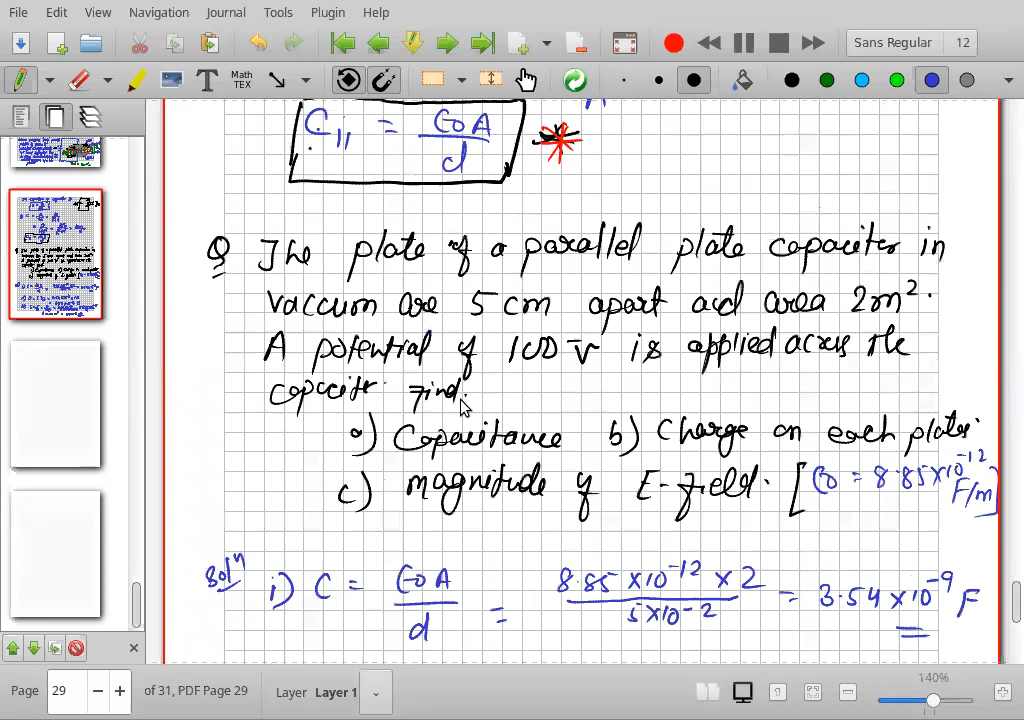 File Edit View Navigation Journal Tools Plugin Help
Sans Regular 12
Math
TEX
C11 = ϵ0 A / d
Q The plate of a parallel plate capacitor in
vaccum are 5 cm apart and area 2m².
A potential of 100 V is applied across the
capacitor. Find.
a) Capacitance b) Charge on each plates.
c) magnitude of E-field. [ϵ0 = 8.85×10⁻¹² F/m]
Solⁿ i) C = ϵ0 A / d = 8.85×10⁻¹² × 2 / 5×10⁻² = 3.54×10⁻⁹ F
Page 29 of 31, PDF Page 29 Layer Layer 1 140%